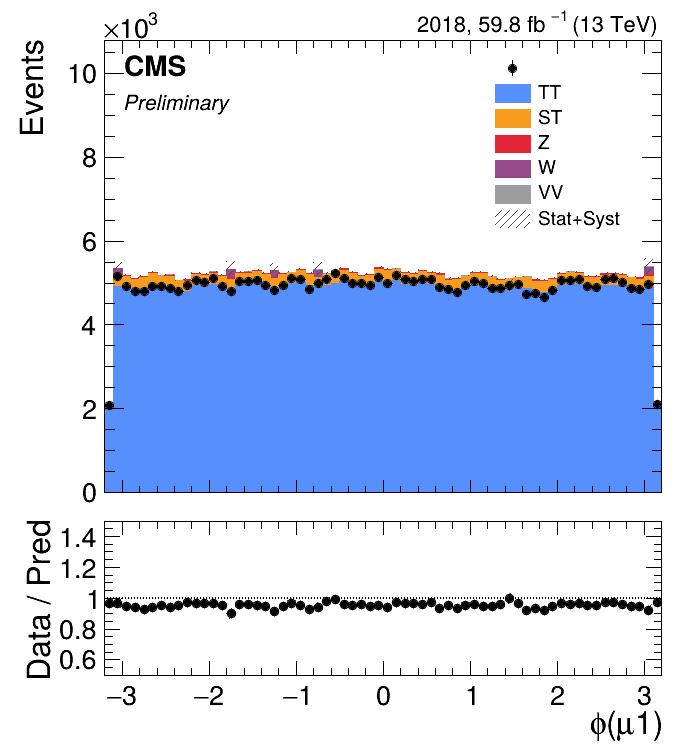 ×10³
2018, 59.8 fb ⁻¹ (13 TeV)
Events
CMS
Preliminary
TT
ST
Z
W
VV
Stat+Syst
10
8
6
4
2
0
Data / Pred
1.4
1.2
1
0.8
0.6
−3 −2 −1 0 1 2 3
ϕ(μ1)